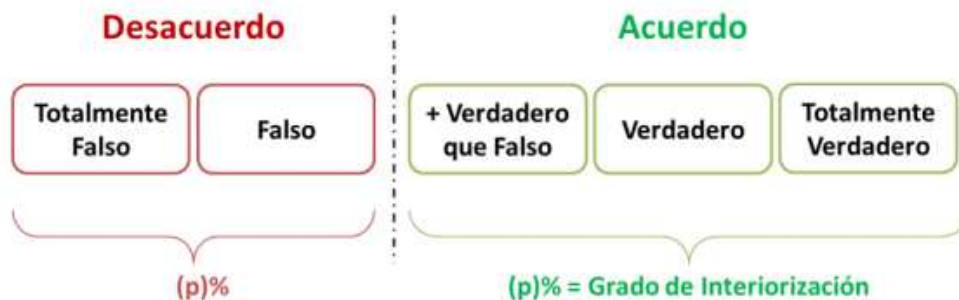 Desacuerdo
Acuerdo
Totalmente
Falso
Falso
+ Verdadero
que Falso
Verdadero
Totalmente
Verdadero
(p)%
(p)% = Grado de Interiorización